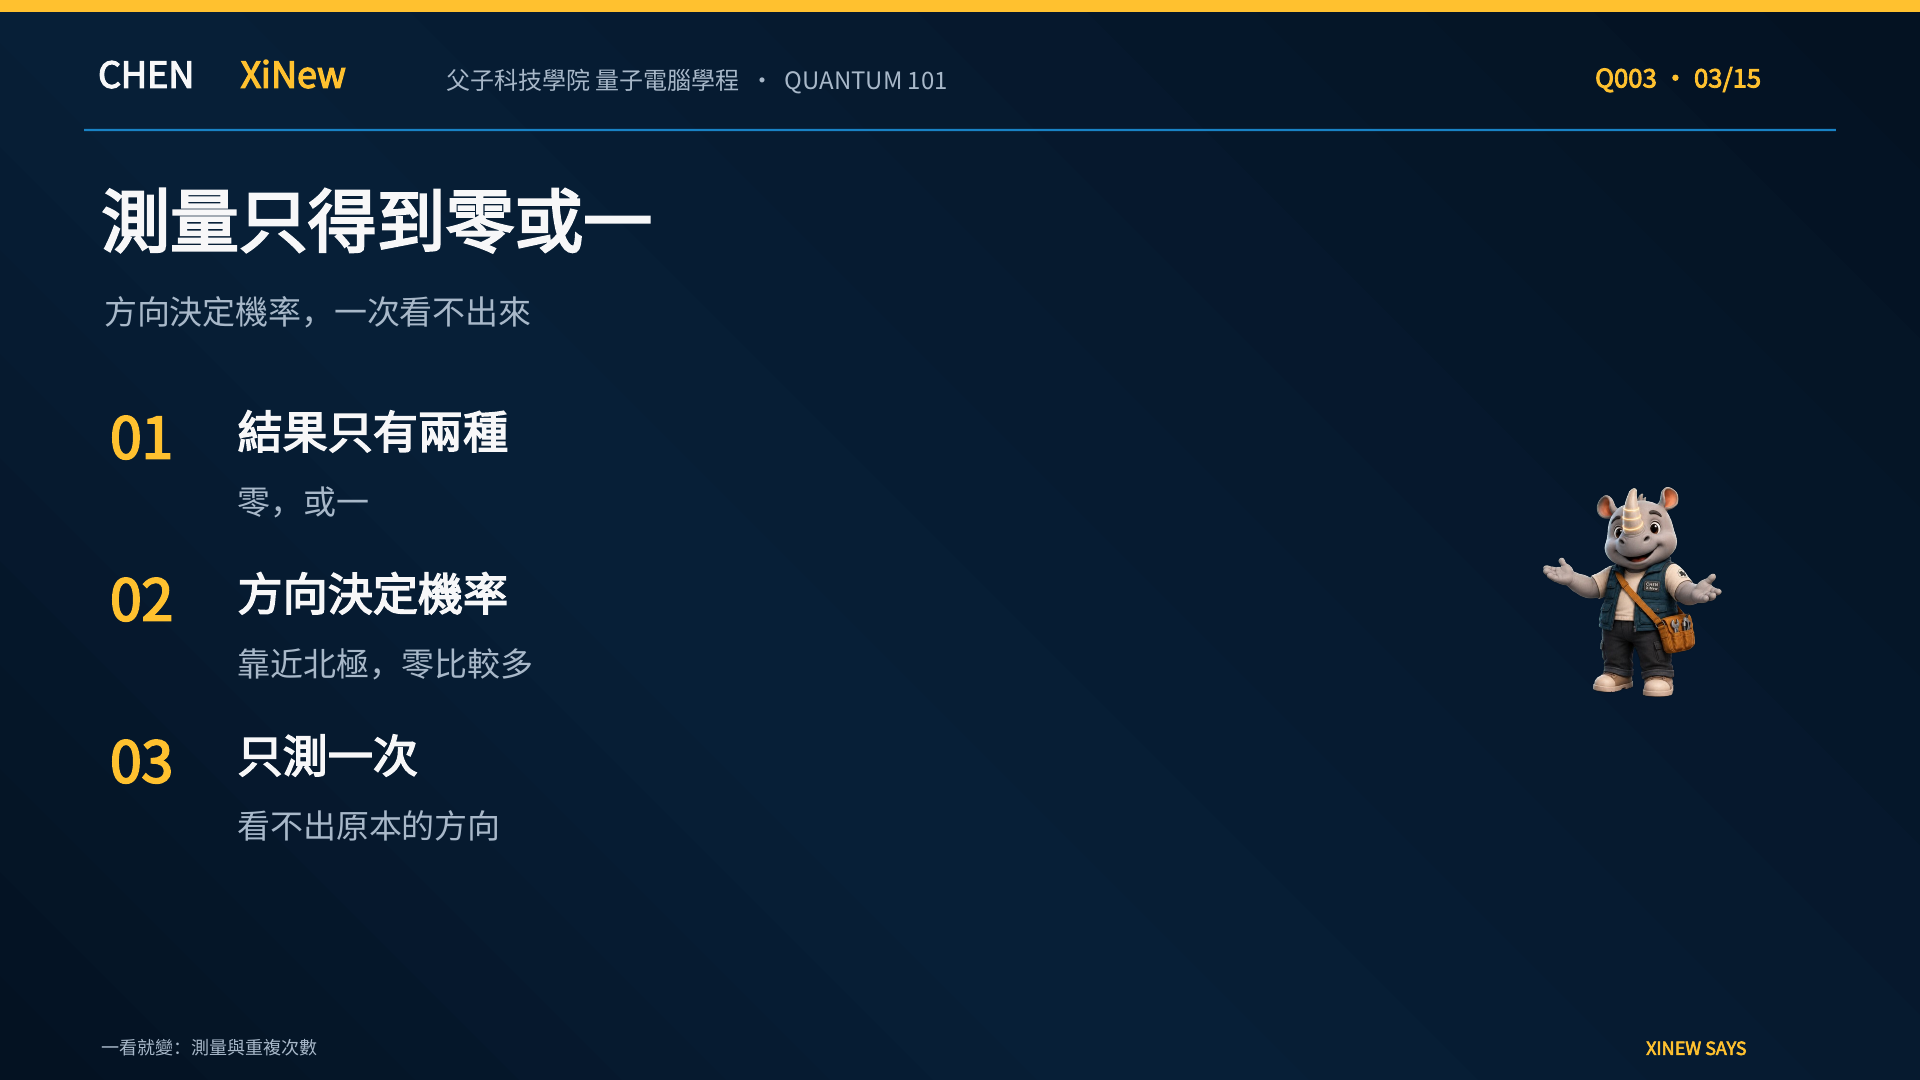 CHEN XiNew 父子科技學院 量子電腦學程 • QUANTUM 101 Q003 • 03/15
測量只得到零或一
方向決定機率，一次看不出來
01 結果只有兩種
零，或一
02 方向決定機率
靠近北極，零比較多
03 只測一次
看不出原本的方向
一看就變：測量與重複次數
XINEW SAYS